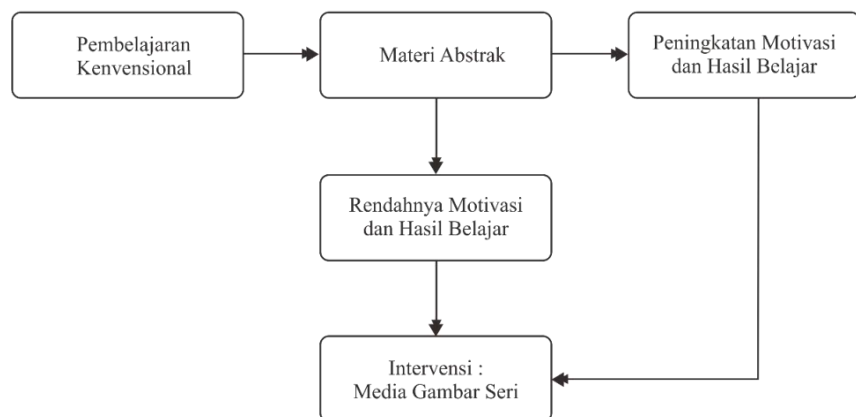 Pembelajaran
Kenvensional
Materi Abstrak
Peningkatan Motivasi
dan Hasil Belajar
Rendahnya Motivasi
dan Hasil Belajar
Intervensi :
Media Gambar Seri